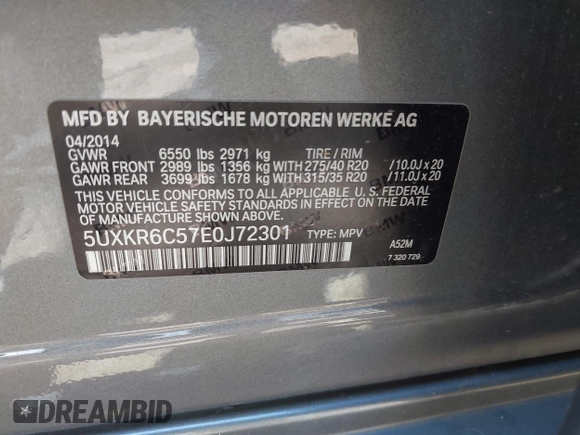 MFD BY BAYERISCHE MOTOREN WERKE AG
04/2014
GVWR 6550 lbs 2971 kg TIRE / RIM
GAWR FRONT 2989 lbs 1356 kg WITH 275/40 R20 /10.0J x 20
GAWR REAR 3699 lbs 1678 kg WITH 315/35 R20 /11.0J x 20
THIS VEHICLE CONFORMS TO ALL APPLICABLE U. S. FEDERAL
MOTOR VEHICLE SAFETY STANDARDS IN EFFECT ON THE DATE
OF MANUFACTURE SHOWN ABOVE.
5UXKR6C57E0J72301 TYPE: MPV A52M
7 320 729
DREAMBID